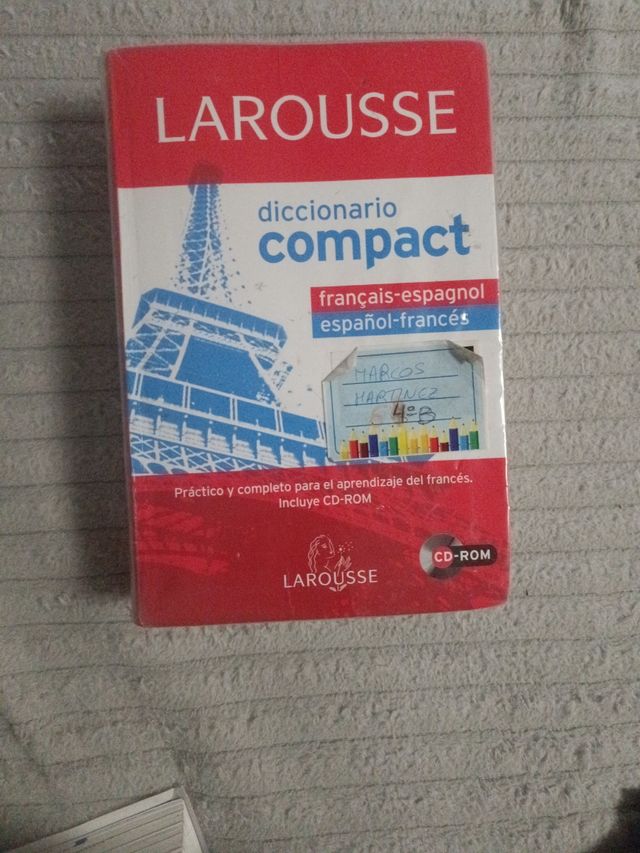 LAROUSSE
diccionario
compact
français-espagnol
español-francés
MARCOS
MARTINEZ
4ºB
Práctico y completo para el aprendizaje del francés.
Incluye CD-ROM
CD-ROM
LAROUSSE